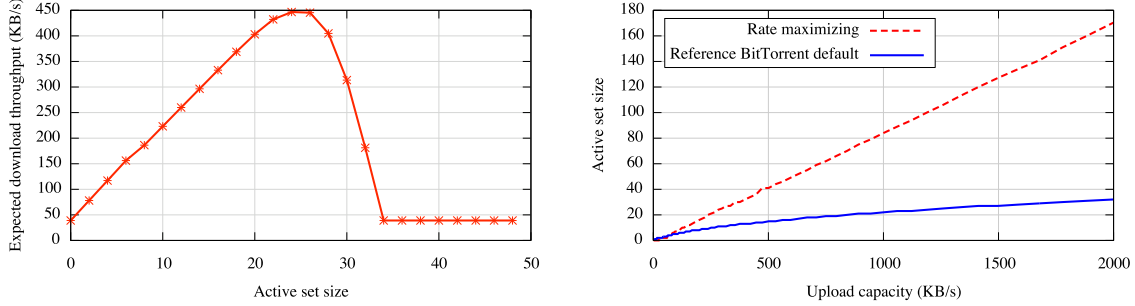 Expected download throughput (KB/s)
450
400
350
300
250
200
150
100
50
0
0 10 20 30 40 50
Active set size
Active set size
180
160
140
120
100
80
60
40
20
0
Rate maximizing
Reference BitTorrent default
0 500 1000 1500 2000
Upload capacity (KB/s)